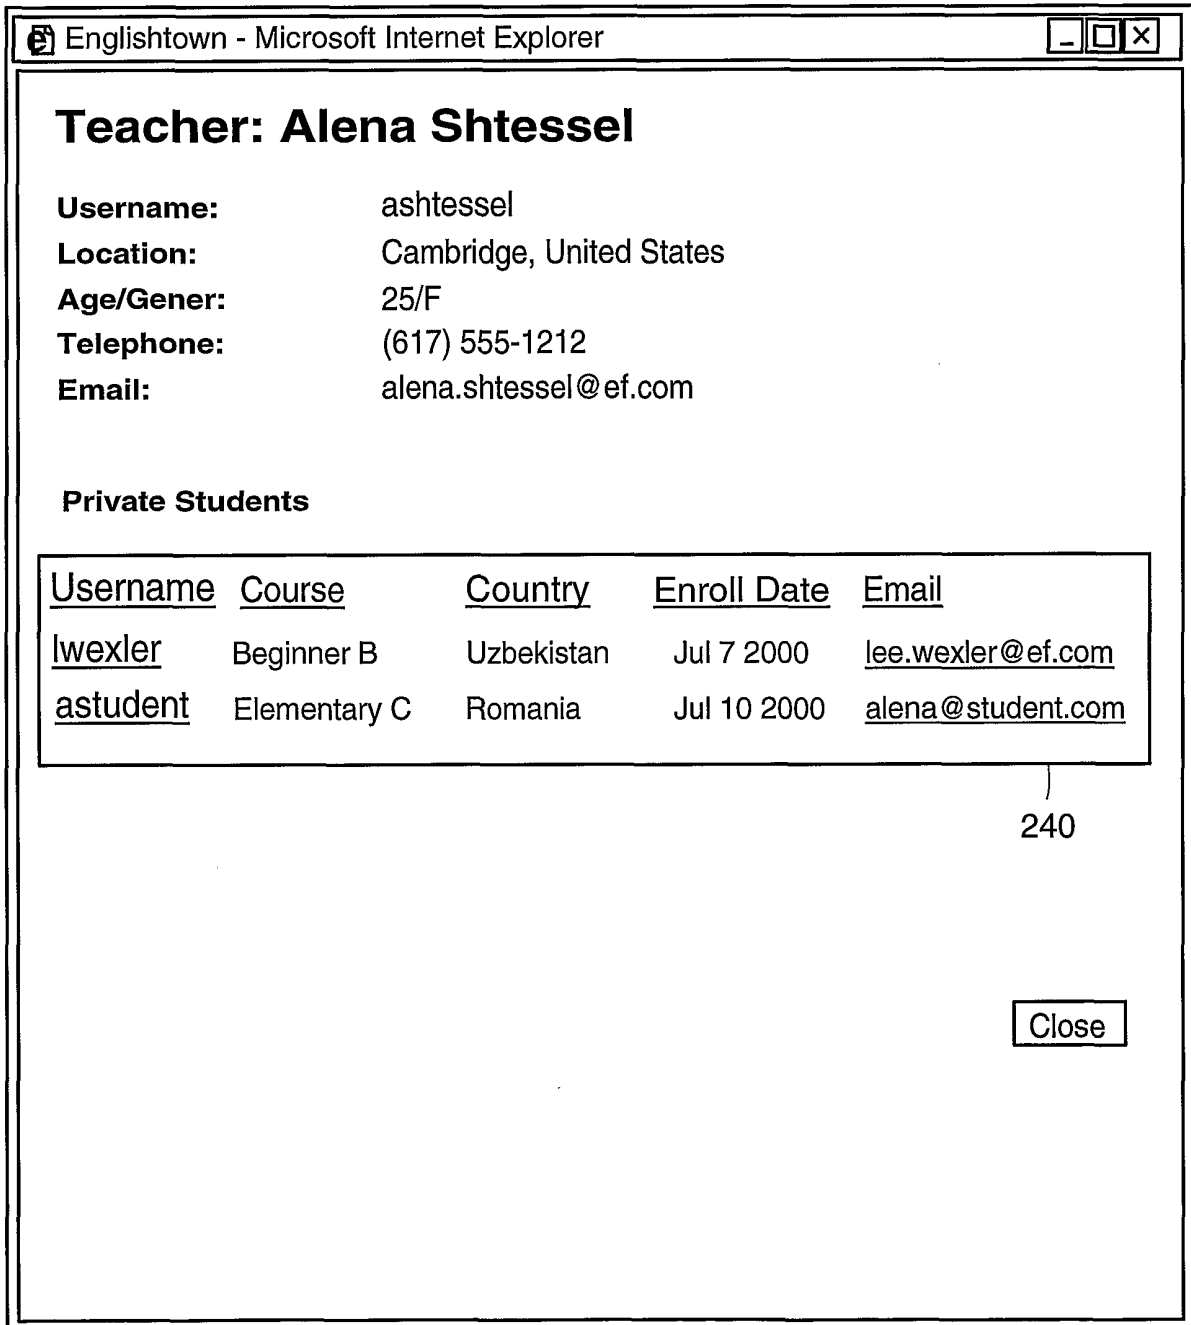 Englishtown - Microsoft Internet Explorer
Teacher: Alena Shtessel
Username: ashtessel
Location: Cambridge, United States
Age/Gener: 25/F
Telephone: (617) 555-1212
Email: alena.shtessel@ef.com
Private Students
Username Course Country Enroll Date Email
lwexler Beginner B Uzbekistan Jul 7 2000 lee.wexler@ef.com
astudent Elementary C Romania Jul 10 2000 alena@student.com
240
Close